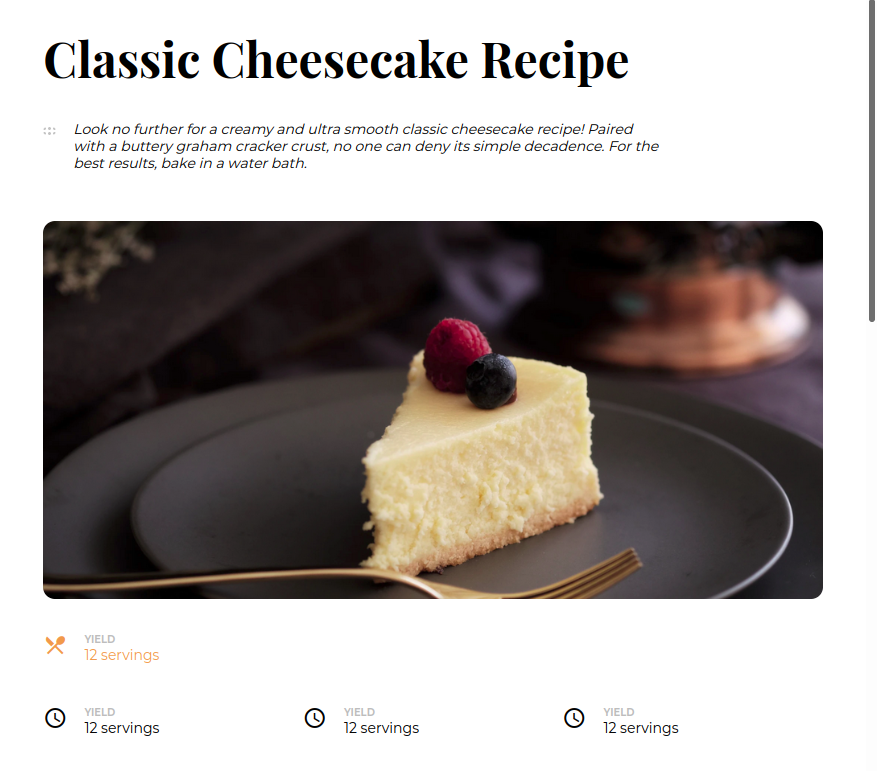 Classic Cheesecake Recipe
Look no further for a creamy and ultra smooth classic cheesecake recipe! Paired
with a buttery graham cracker crust, no one can deny its simple decadence. For the
best results, bake in a water bath.
YIELD
12 servings
YIELD
12 servings
YIELD
12 servings
YIELD
12 servings